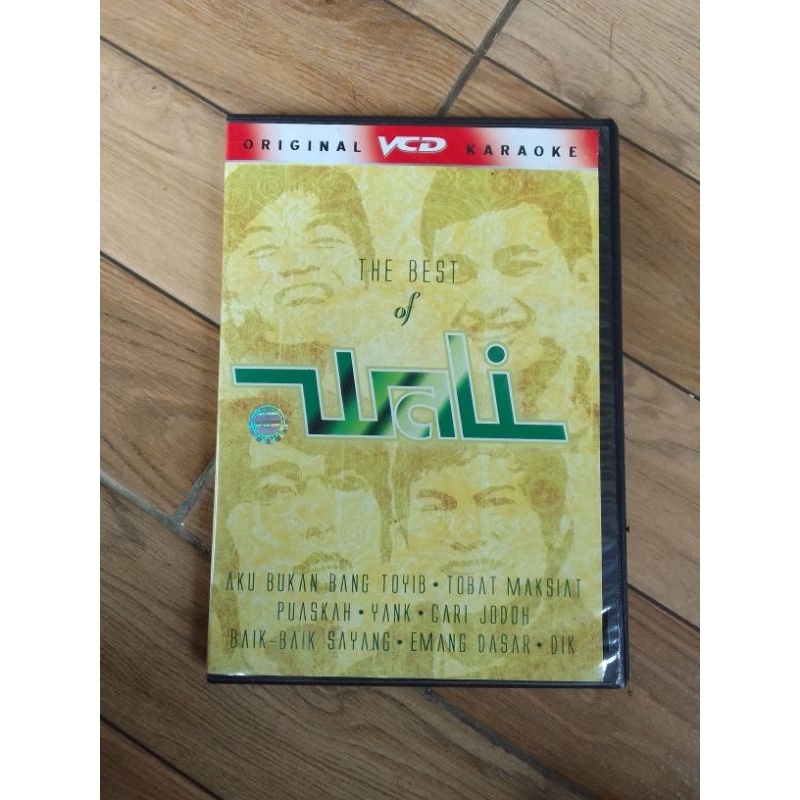 ORIGINAL VCD KARAOKE
THE BEST
of
Wali
AKU BUKAN BANG TOYIB • TOBAT MAKSIAT
PUASKAH • YANK • CARI JODOH
BAIK-BAIK SAYANG • EMANG DASAR • DIK